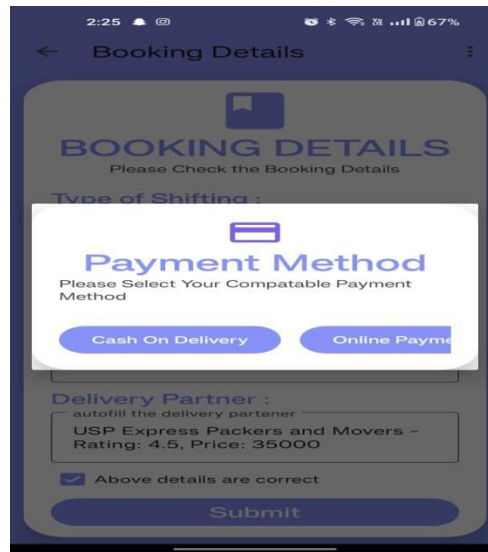 2:25 67%
Booking Details
BOOKING DETAILS
Please Check the Booking Details
Type of Shifting :
Payment Method
Please Select Your Compatable Payment
Method
Cash On Delivery Online Payme
Delivery Partner :
autofill the delivery partener
USP Express Packers and Movers -
Rating: 4.5, Price: 35000
Above details are correct
Submit